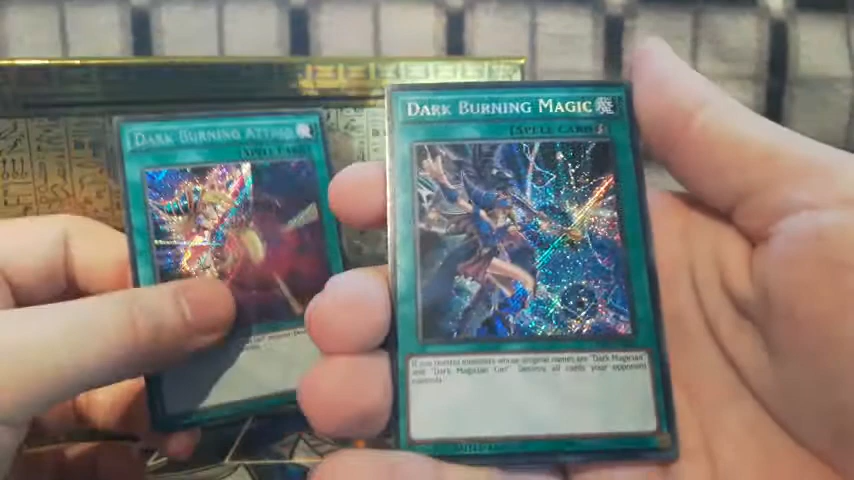 DARK BURNING ATTACK
[SPELL CARD
DARK BURNING MAGIC
[SPELL CARD
If you control monsters whose original names are "Dark Magician"
and "Dark Magician Girl": Destroy all cards your opponent
controls.